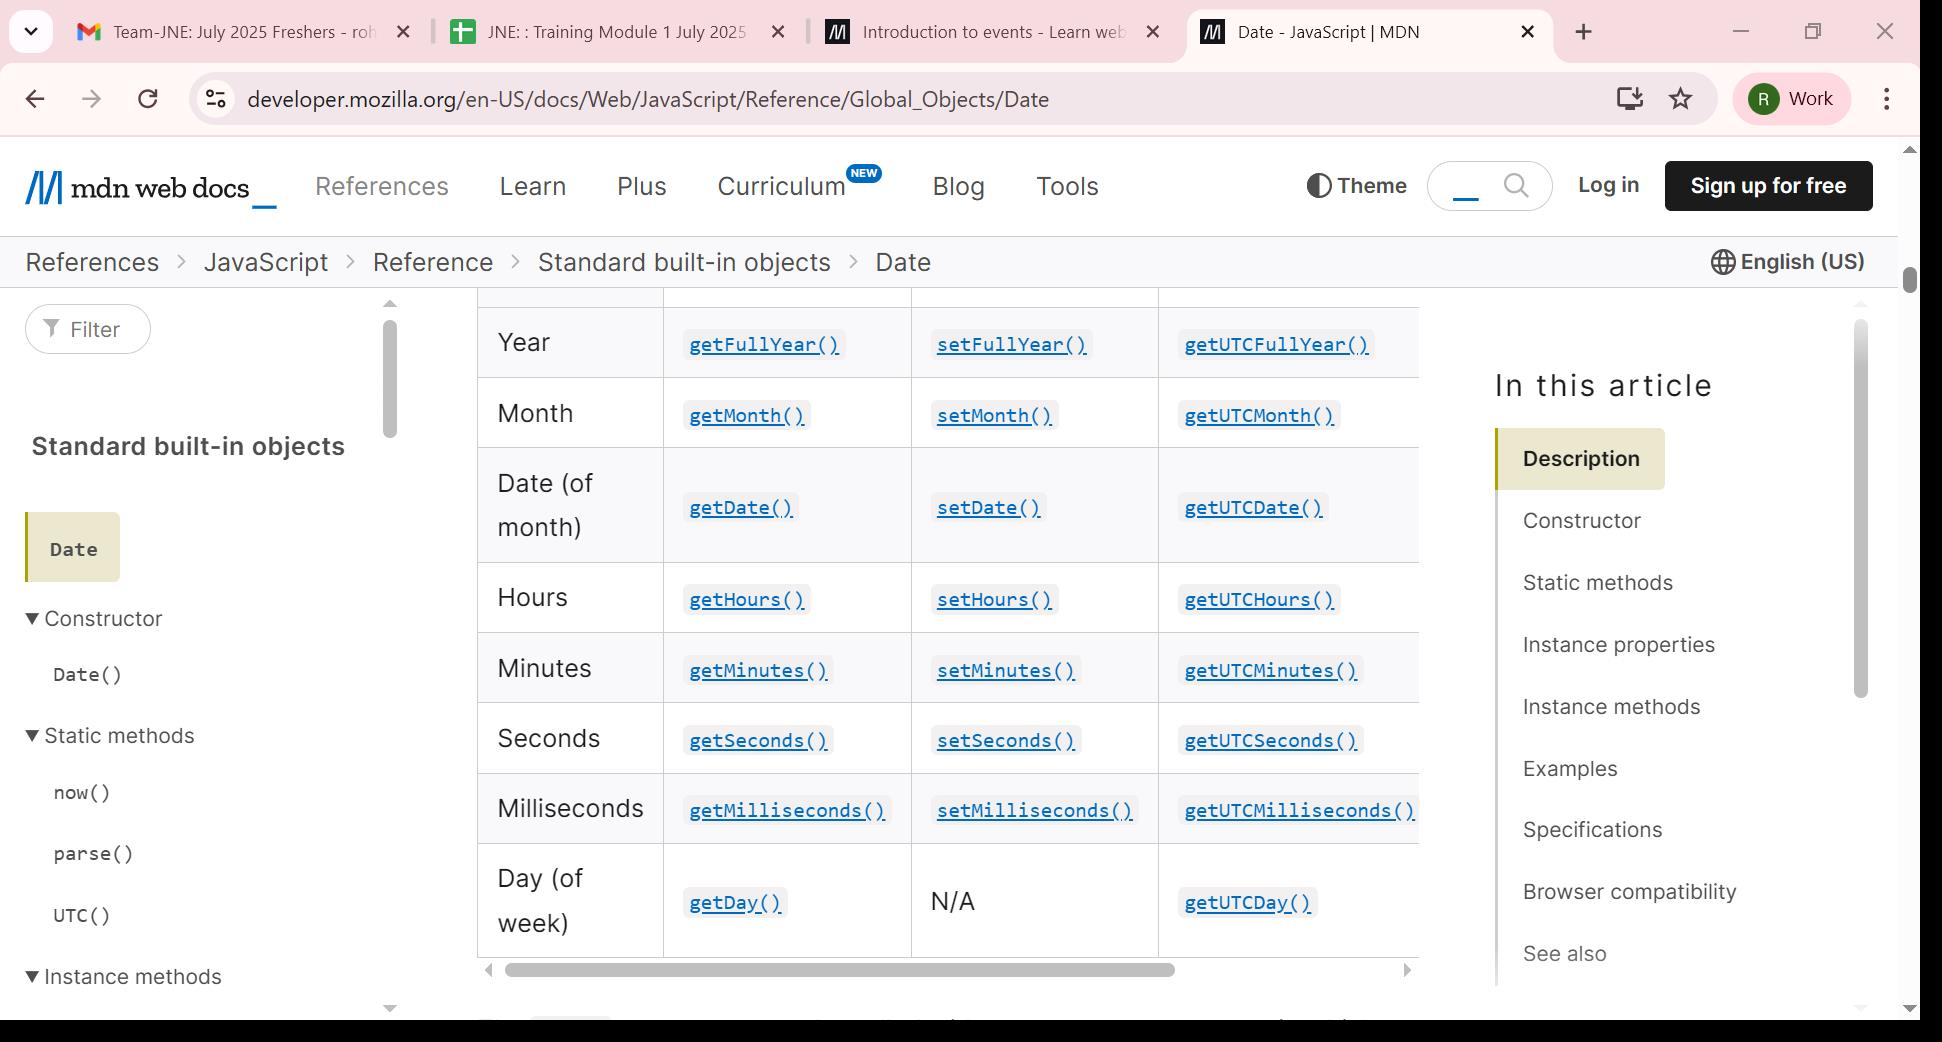 Team-JNE: July 2025 Freshers - roh
JNE: : Training Module 1 July 2025
Introduction to events - Learn web
Date - JavaScript | MDN
developer.mozilla.org/en-US/docs/Web/JavaScript/Reference/Global_Objects/Date
R Work
mdn web docs_
References Learn Plus Curriculum NEW Blog Tools
Theme Log in Sign up for free
References > JavaScript > Reference > Standard built-in objects > Date
English (US)
Filter
Standard built-in objects
Date
▼ Constructor
Date()
▼ Static methods
now()
parse()
UTC()
▼ Instance methods
Year getFullYear() setFullYear() getUTCFullYear()
Month getMonth() setMonth() getUTCMonth()
Date (of
month) getDate() setDate() getUTCDate()
Hours getHours() setHours() getUTCHours()
Minutes getMinutes() setMinutes() getUTCMinutes()
Seconds getSeconds() setSeconds() getUTCSeconds()
Milliseconds getMilliseconds() setMilliseconds() getUTCMilliseconds()
Day (of
week) getDay() N/A getUTCDay()
In this article
Description
Constructor
Static methods
Instance properties
Instance methods
Examples
Specifications
Browser compatibility
See also